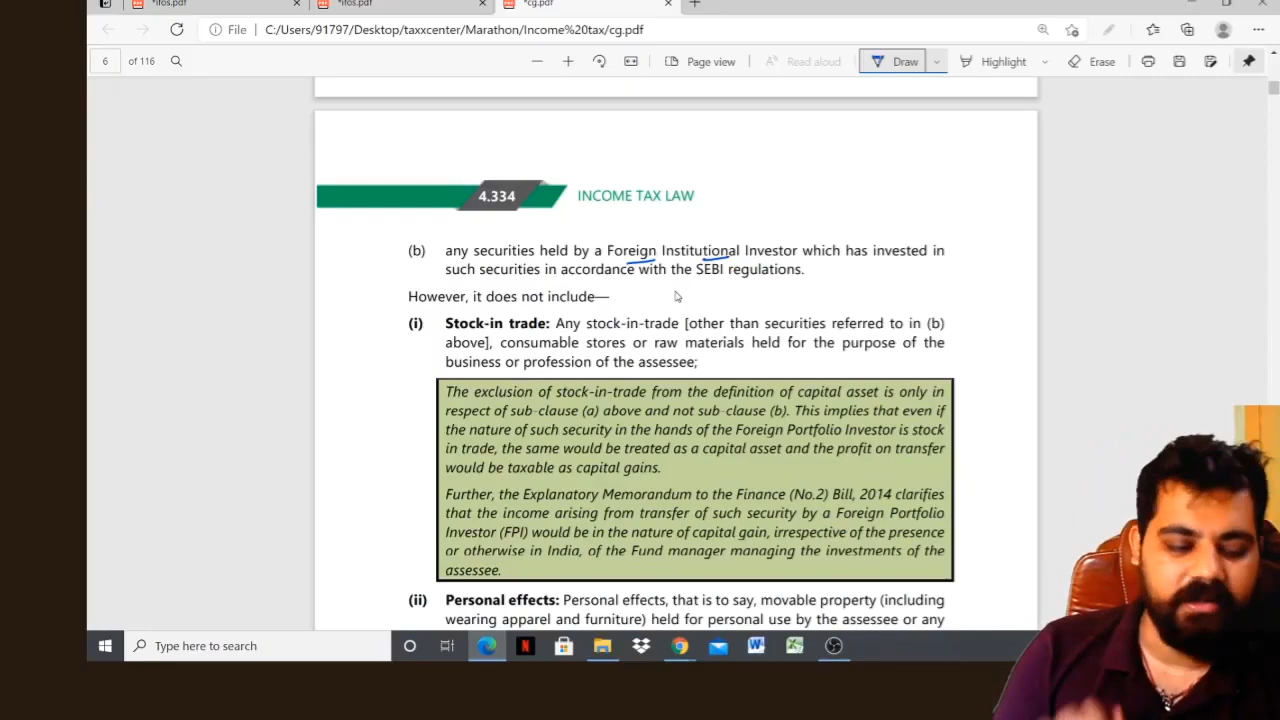 *ifos.pdf
*ifos.pdf
*cg.pdf
File
C:/Users/91797/Desktop/taxxcenter/Marathon/Income%20tax/cg.pdf
6 of 116
Page view
Read aloud
Draw
Highlight
Erase
4.334 INCOME TAX LAW
(b) any securities held by a Foreign Institutional Investor which has invested in
such securities in accordance with the SEBI regulations.
However, it does not include—
(i) Stock-in trade: Any stock-in-trade [other than securities referred to in (b)
above], consumable stores or raw materials held for the purpose of the
business or profession of the assessee;
The exclusion of stock-in-trade from the definition of capital asset is only in
respect of sub-clause (a) above and not sub-clause (b). This implies that even if
the nature of such security in the hands of the Foreign Portfolio Investor is stock
in trade, the same would be treated as a capital asset and the profit on transfer
would be taxable as capital gains.
Further, the Explanatory Memorandum to the Finance (No.2) Bill, 2014 clarifies
that the income arising from transfer of such security by a Foreign Portfolio
Investor (FPI) would be in the nature of capital gain, irrespective of the presence
or otherwise in India, of the Fund manager managing the investments of the
assessee.
(ii) Personal effects: Personal effects, that is to say, movable property (including
wearing apparel and furniture) held for personal use by the assessee or any
Type here to search